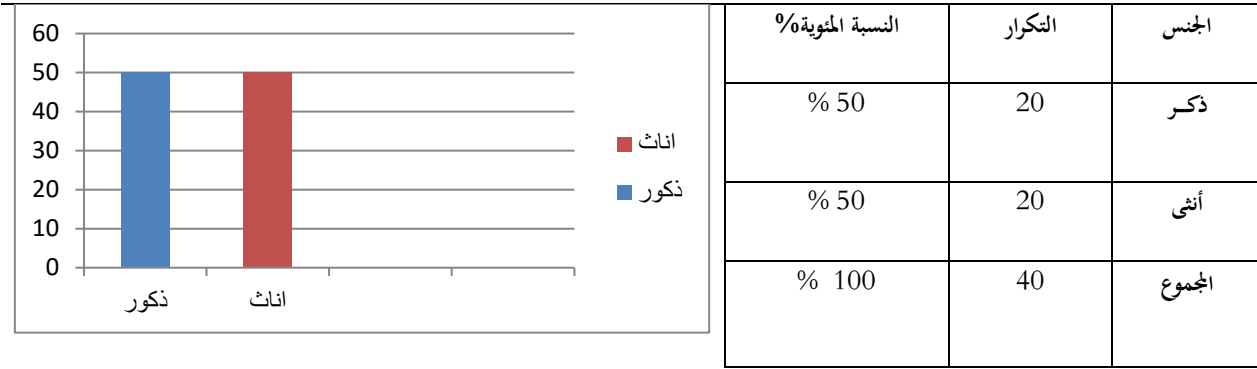 الجنس التكرار النسبة المئوية%
ذكـر 20 50 %
أنثى 20 50 %
المجموع 40 100 %
60
50
40
30
20
10
0
ذكور اناث
اناث
ذكور